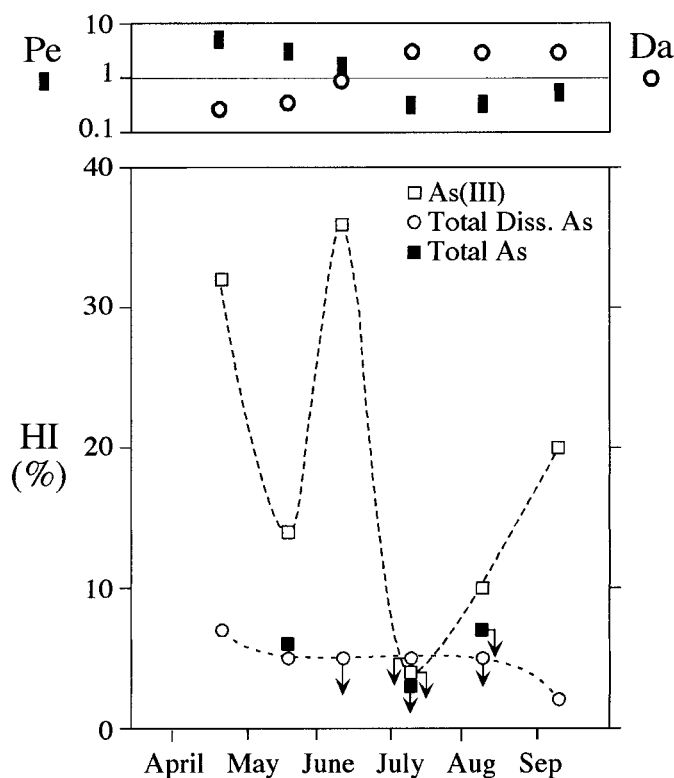 Pe
Da
10
1
0.1
As(III)
Total Diss. As
Total As
HI
(%)
40
30
20
10
0
April May June July Aug Sep